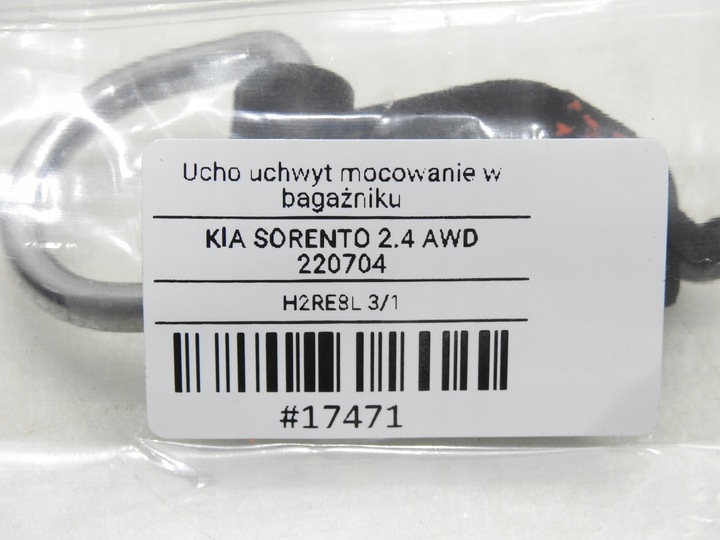 Ucho uchwyt mocowanie w
bagażniku
KIA SORENTO 2.4 AWD
220704
H2RE8L 3/1
#17471